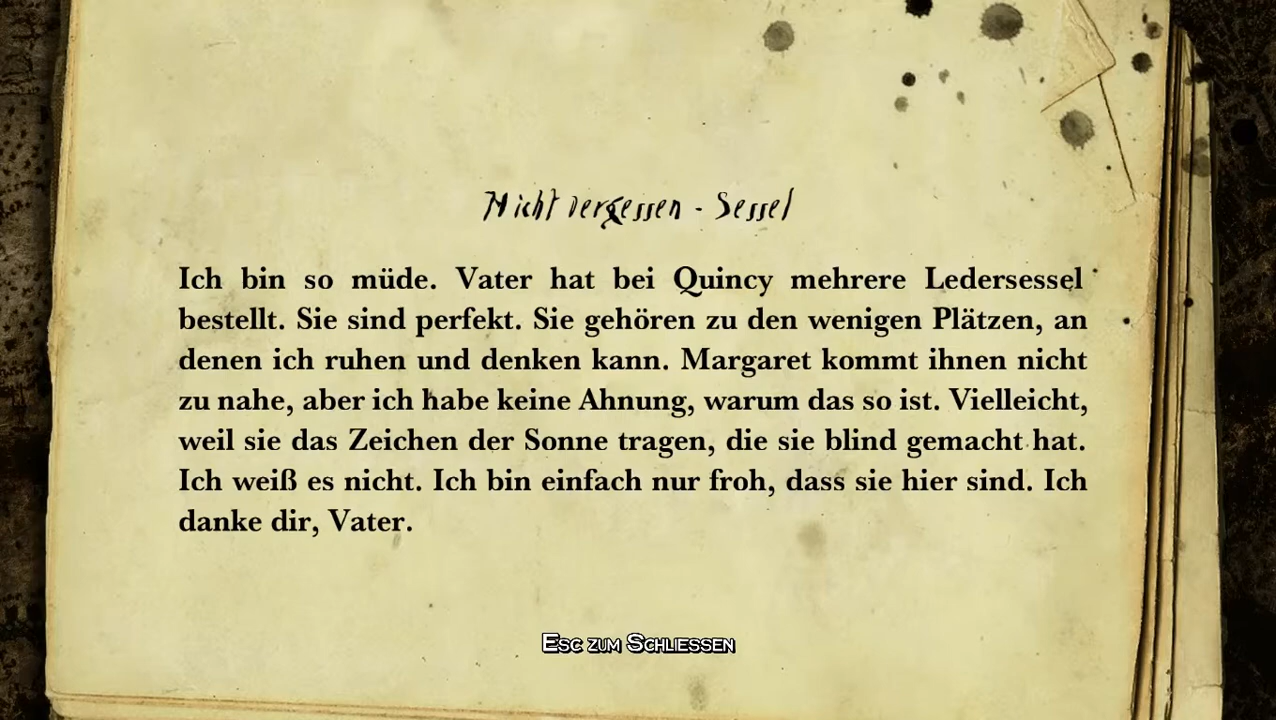 Nicht vergessen - Sessel
Ich bin so müde. Vater hat bei Quincy mehrere Ledersessel
bestellt. Sie sind perfekt. Sie gehören zu den wenigen Plätzen, an
denen ich ruhen und denken kann. Margaret kommt ihnen nicht
zu nahe, aber ich habe keine Ahnung, warum das so ist. Vielleicht,
weil sie das Zeichen der Sonne tragen, die sie blind gemacht hat.
Ich weiß es nicht. Ich bin einfach nur froh, dass sie hier sind. Ich
danke dir, Vater.
Esc zum Schliessen